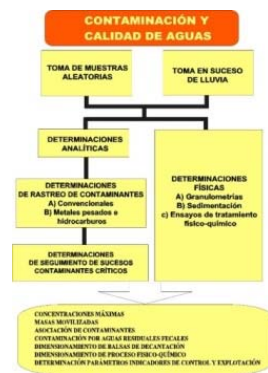 CONTAMINACIÓN Y
CALIDAD DE AGUAS
TOMA DE MUESTRAS
ALEATORIAS
TOMA EN SUCESO
DE LLUVIA
DETERMINACIONES
ANALÍTICAS
DETERMINACIONES
DE RASTREO DE CONTAMINANTES
A) Convencionales
B) Metales pesados e
hidrocarburos
DETERMINACIONES
DE SEGUIMIENTO DE SUCESOS
CONTAMINANTES CRÍTICOS
DETERMINACIONES
FÍSICAS
A) Granulometrías
B) Sedimentación
c) Ensayos de tratamiento
físico-químico
CONCENTRACIONES MÁXIMAS
MASAS MOVILIZADAS
ASOCIACIÓN DE CONTAMINANTES
CONTAMINACIÓN POR AGUAS RESIDUALES FECALES
DIMENSIONAMIENTO DE BALSAS DE DECANTACIÓN
DIMENSIONAMIENTO DE PROCESO FÍSICO-QUÍMICO
DETERMINACIÓN PARÁMETROS INDICADORES DE CONTROL Y EXPLOTACIÓN